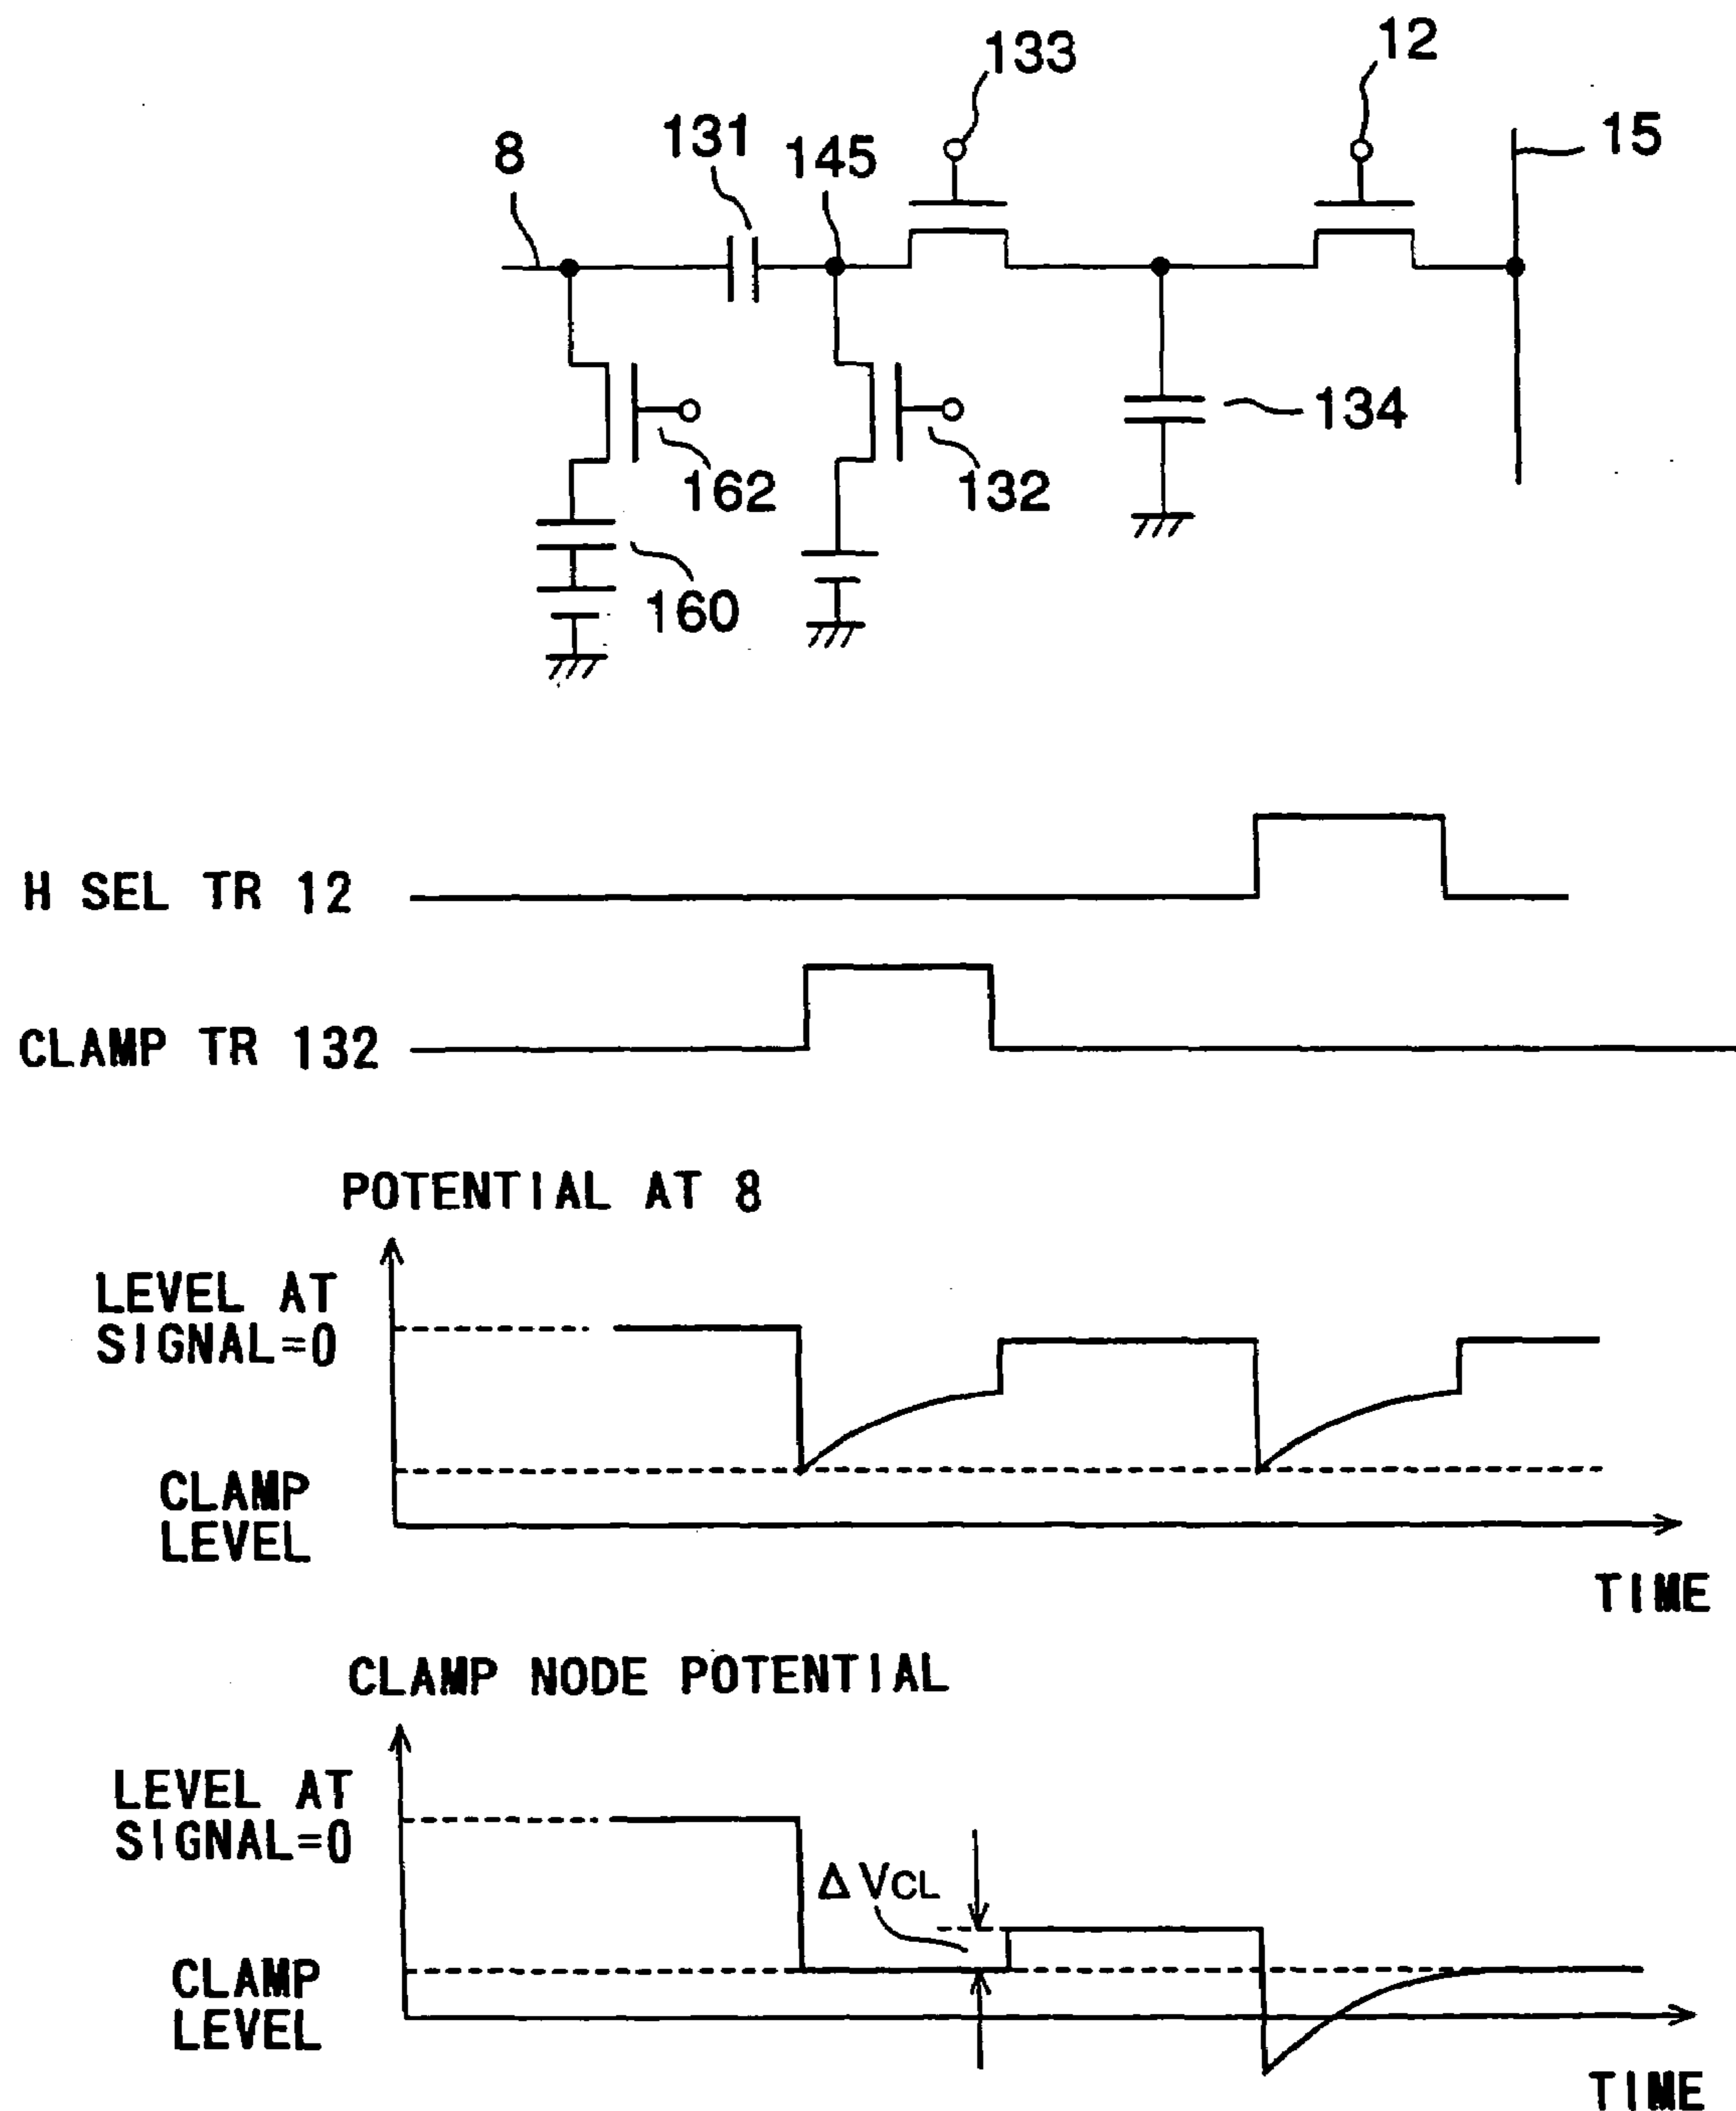 133
12
131
15
8
145
134
162
132
160
H SEL TR 12
CLAMP TR 132
POTENTIAL AT 8
LEVEL AT
SIGNAL=0
CLAMP
LEVEL
TIME
CLAMP NODE POTENTIAL
LEVEL AT
SIGNAL=0
ΔVCL
CLAMP
LEVEL
TIME